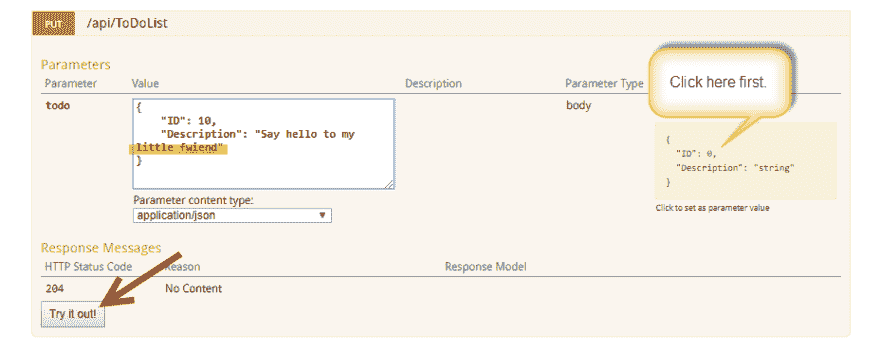 PUT /api/ToDoList
Parameters
Parameter Value Description Parameter Type
Click here first.
todo
{
"ID": 10,
"Description": "Say hello to my
little fwiend"
}
body
{
"ID": 0,
"Description": "string"
}
Click to set as parameter value
Parameter content type:
application/json
Response Messages
HTTP Status Code Reason Response Model
204 No Content
Try it out!